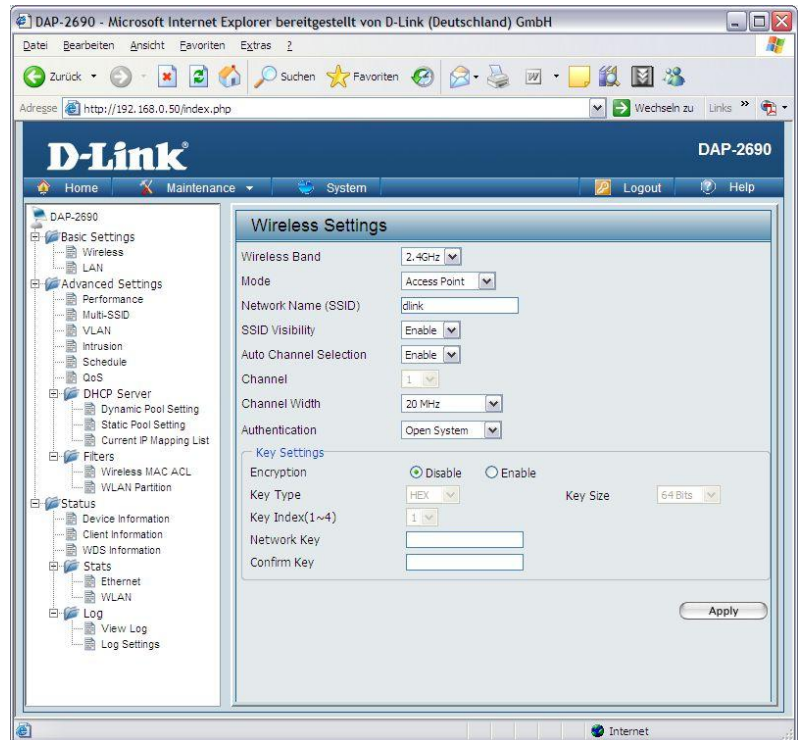 DAP-2690 - Microsoft Internet Explorer bereitgestellt von D-Link (Deutschland) GmbH
Datei Bearbeiten Ansicht Favoriten Extras ?
Zurück Suchen Favoriten
Adresse http://192.168.0.50/index.php Wechseln zu Links »
D-Link®
DAP-2690
Home Maintenance System Logout Help
DAP-2690
Basic Settings
Wireless
LAN
Advanced Settings
Performance
Multi-SSID
VLAN
Intrusion
Schedule
QoS
DHCP Server
Dynamic Pool Setting
Static Pool Setting
Current IP Mapping List
Filters
Wireless MAC ACL
WLAN Partition
Status
Device Information
Client Information
WDS Information
Stats
Ethernet
WLAN
Log
View Log
Log Settings
Wireless Settings
Wireless Band 2.4GHz
Mode Access Point
Network Name (SSID) dlink
SSID Visibility Enable
Auto Channel Selection Enable
Channel 1
Channel Width 20 MHz
Authentication Open System
Key Settings
Encryption Disable Enable
Key Type HEX Key Size 64 Bits
Key Index(1~4) 1
Network Key
Confirm Key
Apply
Internet